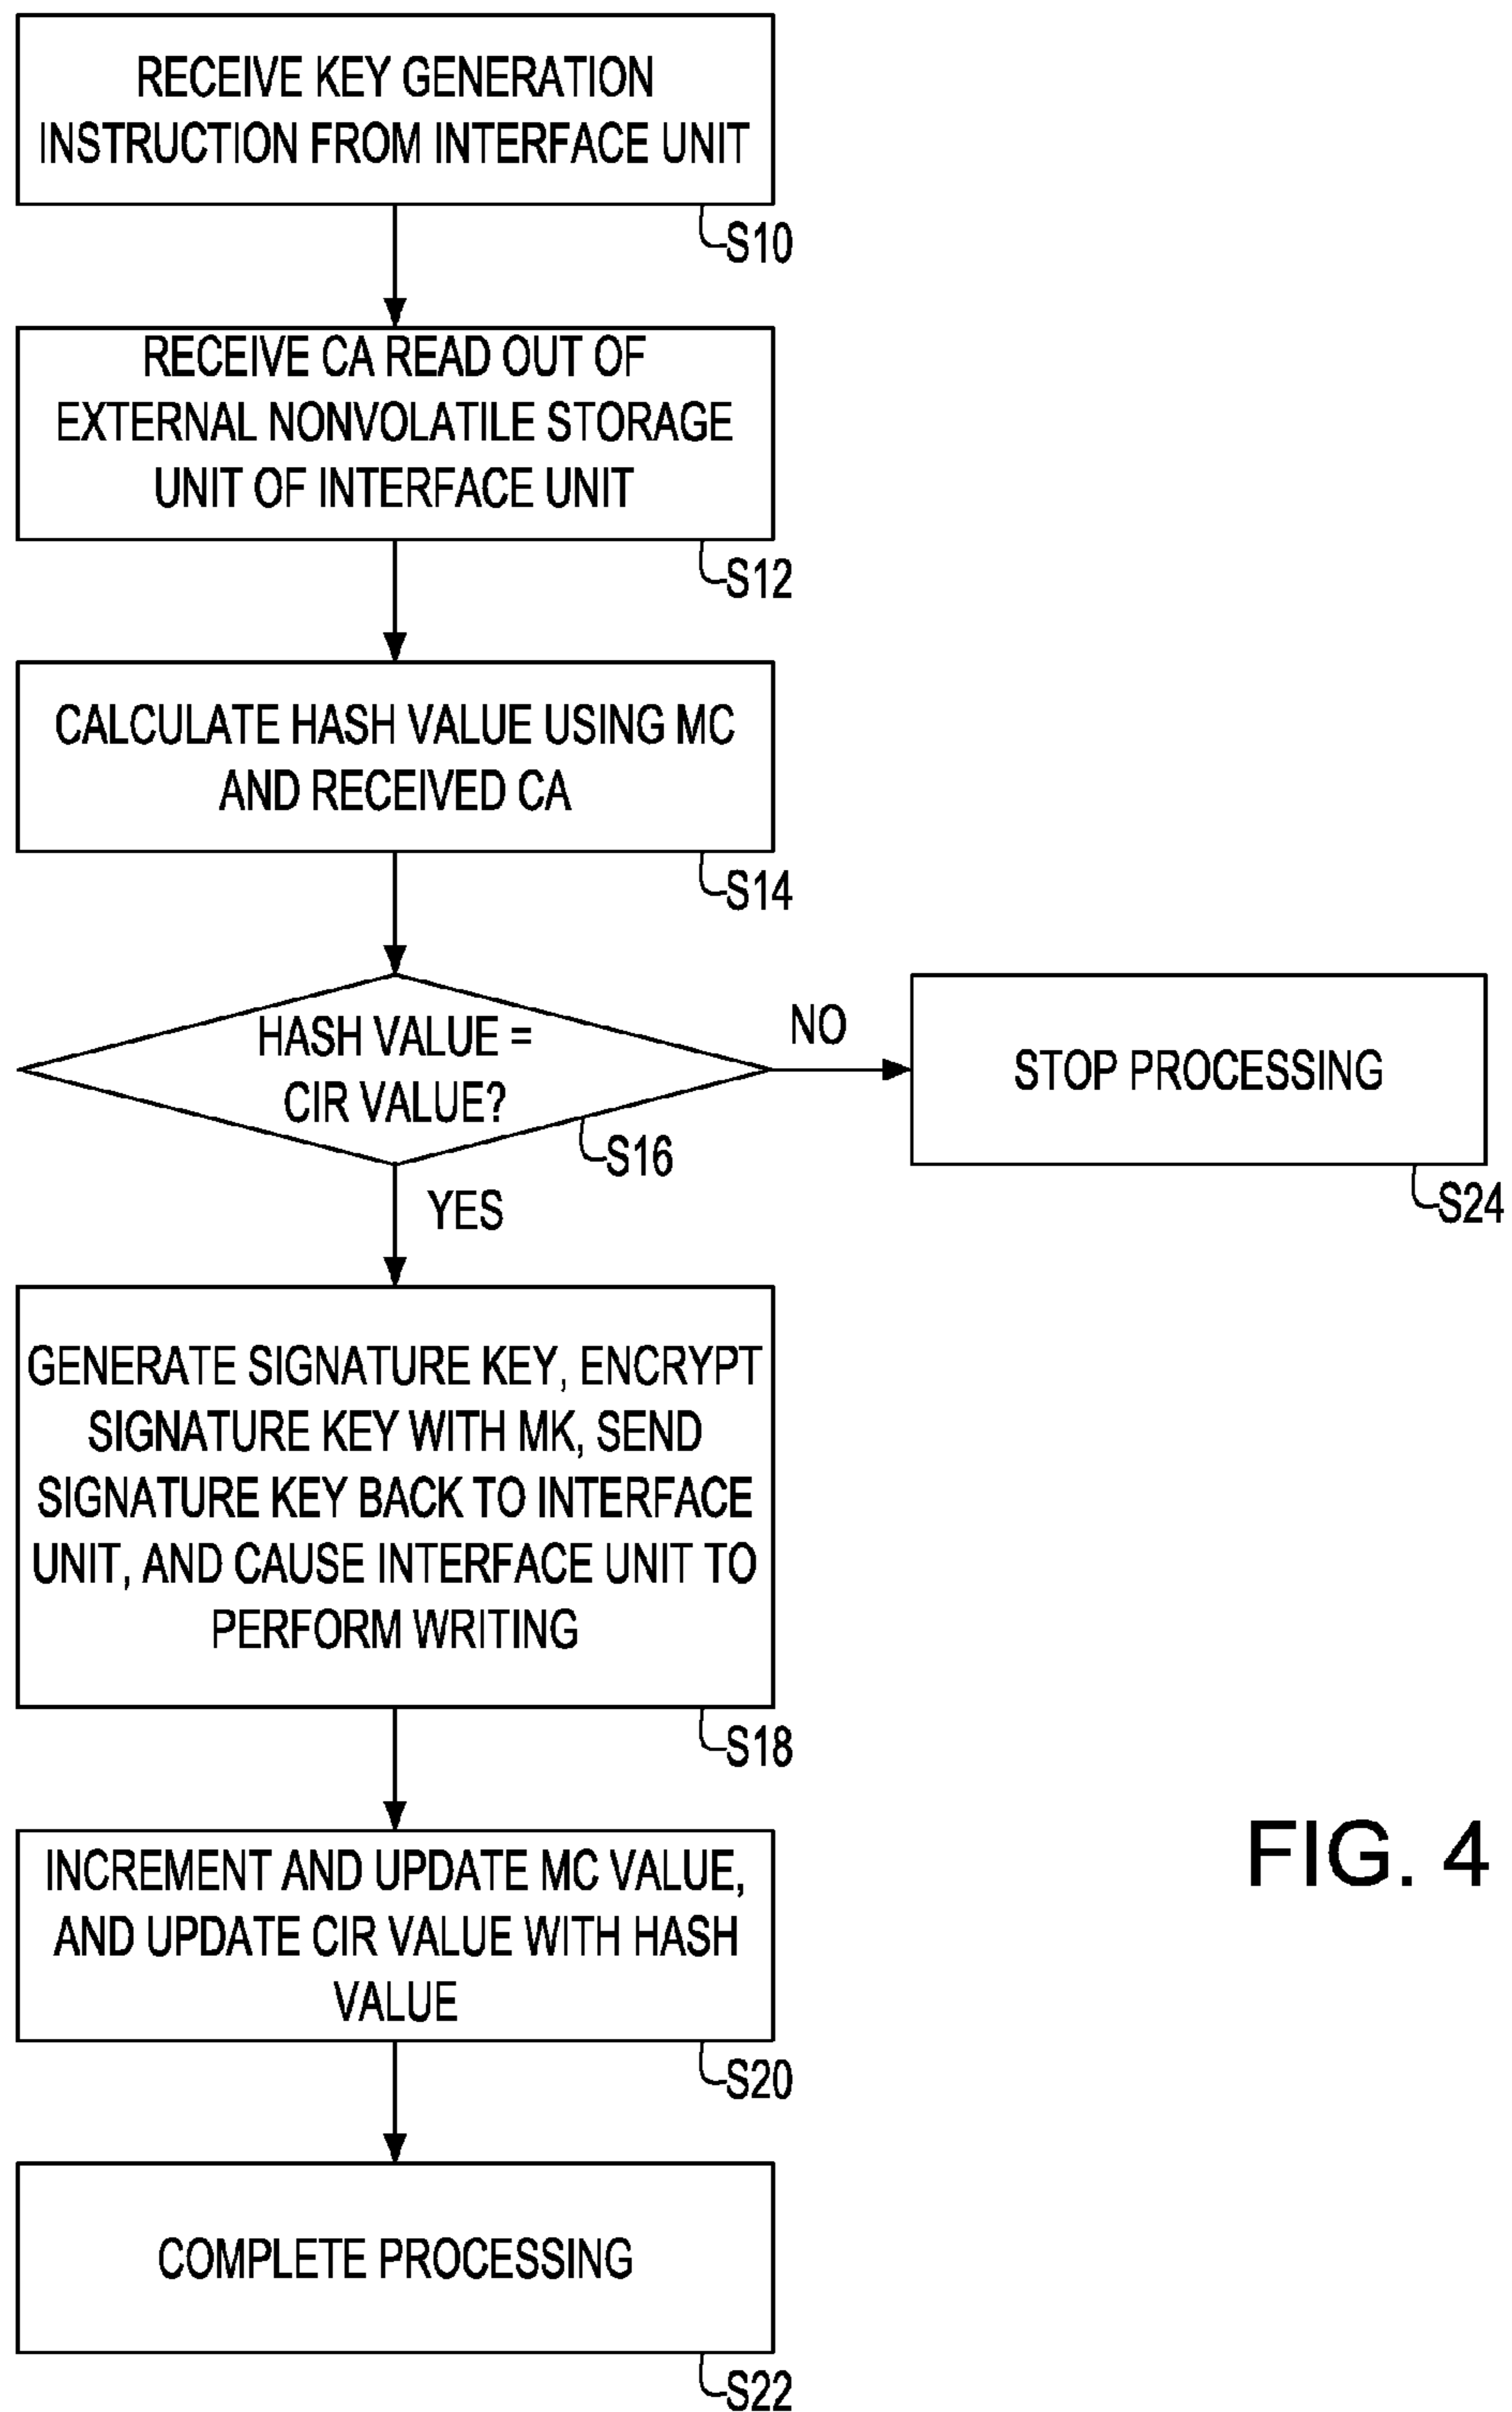 RECEIVE KEY GENERATION
INSTRUCTION FROM INTERFACE UNIT
S10
RECEIVE CA READ OUT OF
EXTERNAL NONVOLATILE STORAGE
UNIT OF INTERFACE UNIT
S12
CALCULATE HASH VALUE USING MC
AND RECEIVED CA
S14
HASH VALUE =
CIR VALUE?
S16
NO
STOP PROCESSING
S24
YES
GENERATE SIGNATURE KEY, ENCRYPT
SIGNATURE KEY WITH MK, SEND
SIGNATURE KEY BACK TO INTERFACE
UNIT, AND CAUSE INTERFACE UNIT TO
PERFORM WRITING
S18
INCREMENT AND UPDATE MC VALUE,
AND UPDATE CIR VALUE WITH HASH
VALUE
S20
COMPLETE PROCESSING
S22
FIG. 4